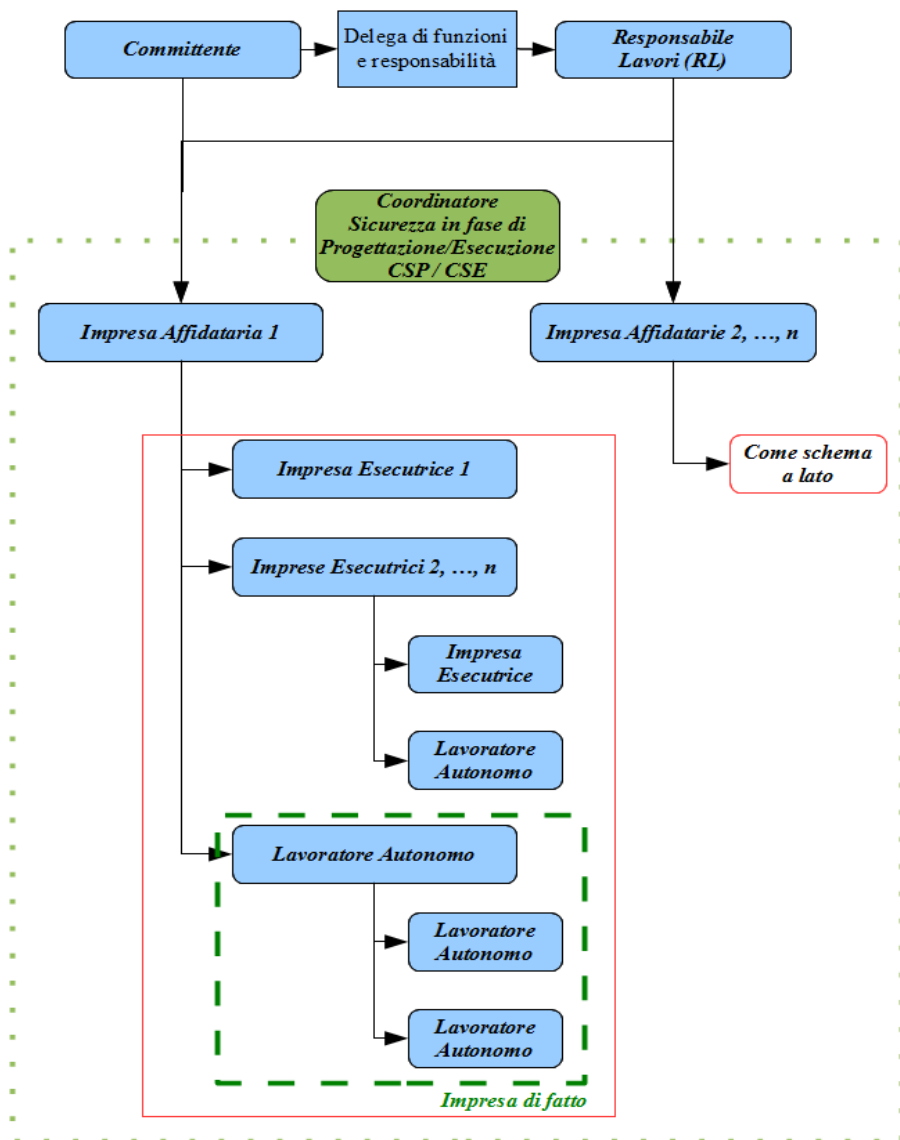 Committente
Delega di funzioni
e responsabilità
Responsabile
Lavori (RL)
Coordinatore
Sicurezza in fase di
Progettazione/Esecuzione
CSP / CSE
Impresa Affidataria 1
Impresa Affidatarie 2, …, n
Come schema
a lato
Impresa Esecutrice 1
Imprese Esecutrici 2, …, n
Impresa
Esecutrice
Lavoratore
Autonomo
Lavoratore Autonomo
Lavoratore
Autonomo
Lavoratore
Autonomo
Impresa di fatto